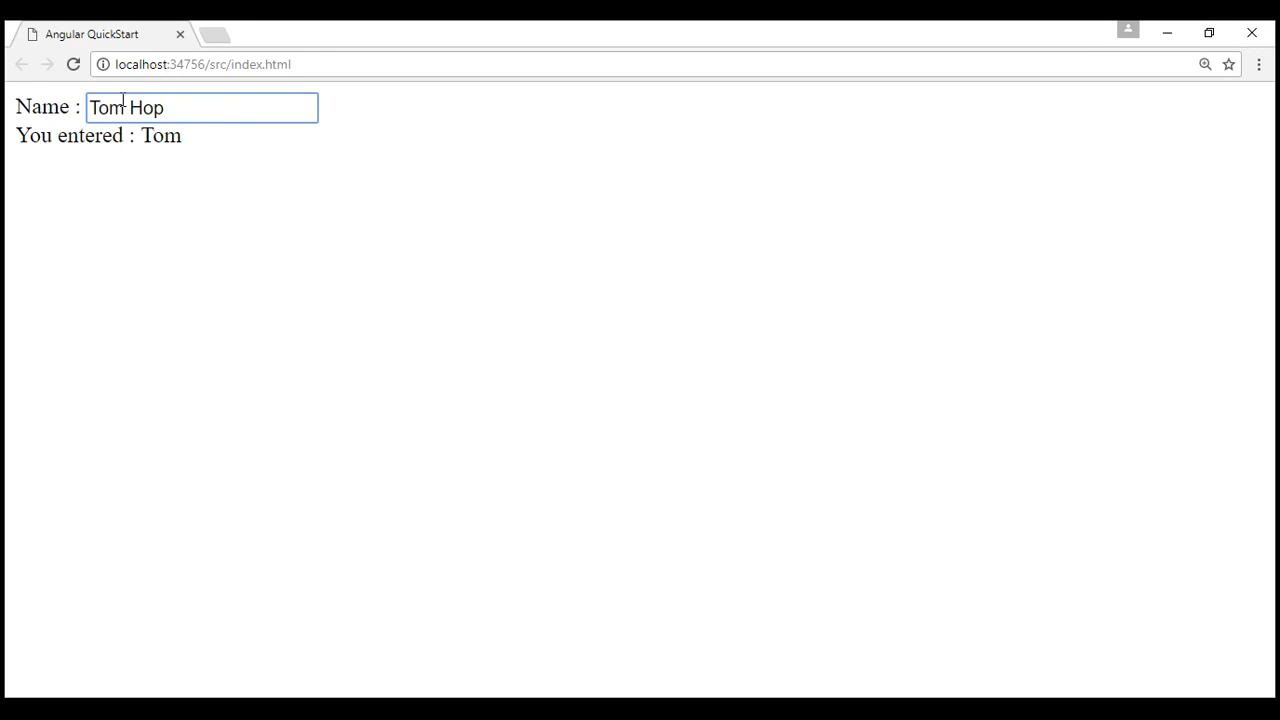 Angular QuickStart
localhost:34756/src/index.html
Name : Tom Hop
You entered : Tom